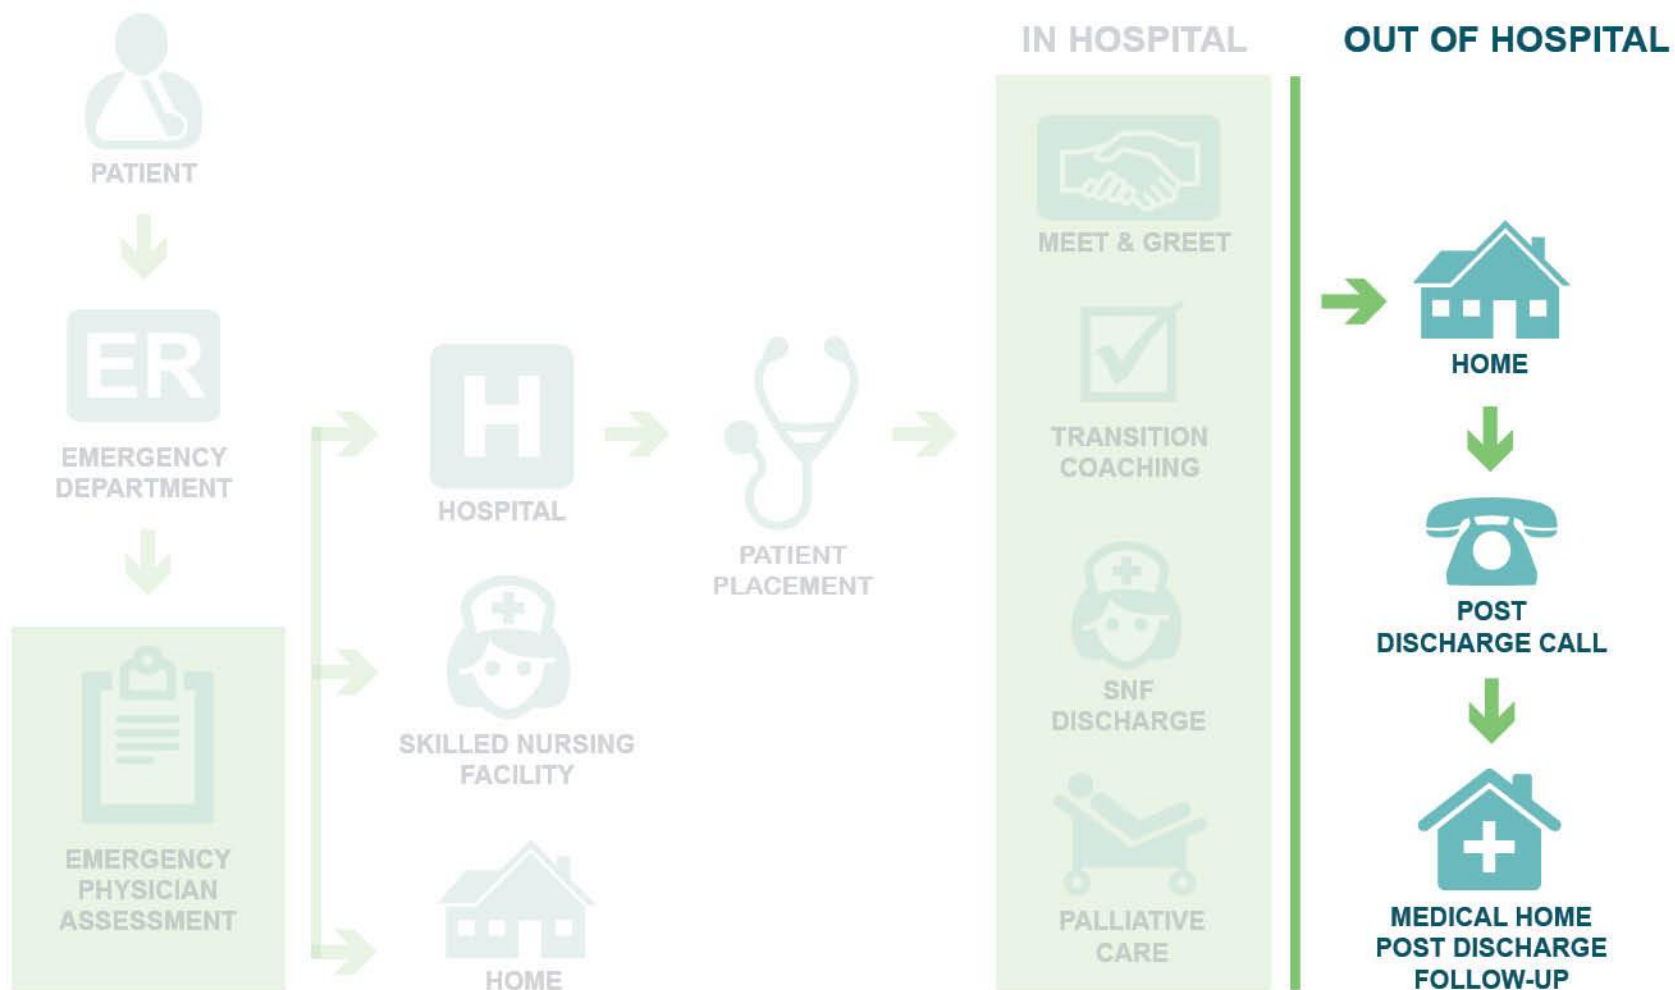 PATIENT
ER
EMERGENCY
DEPARTMENT
EMERGENCY
PHYSICIAN
ASSESSMENT
H
HOSPITAL
SKILLED NURSING
FACILITY
HOME
PATIENT
PLACEMENT
IN HOSPITAL
MEET & GREET
TRANSITION
COACHING
SNF
DISCHARGE
PALLIATIVE
CARE
OUT OF HOSPITAL
HOME
POST
DISCHARGE CALL
MEDICAL HOME
POST DISCHARGE
FOLLOW-UP